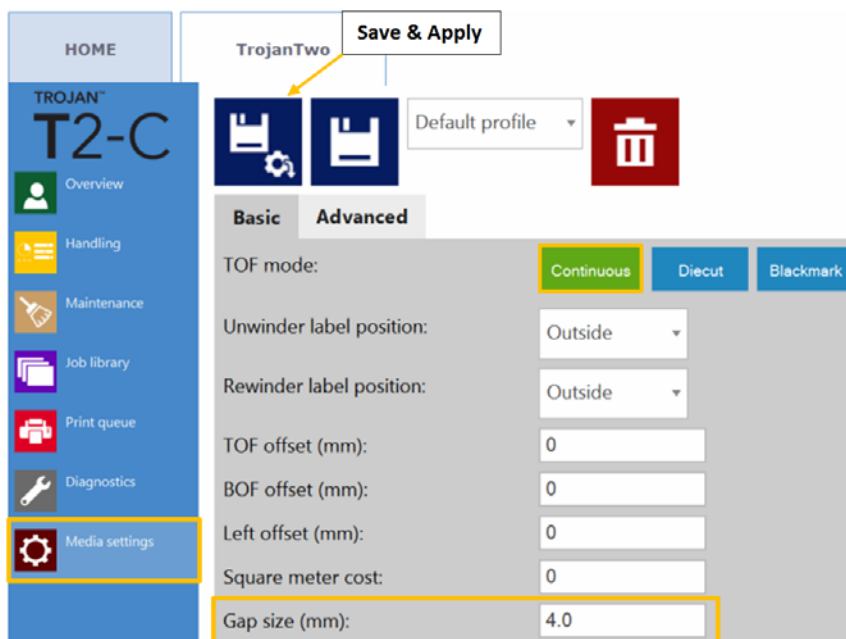 HOME
TrojanTwo
Save & Apply
TROJAN™
T2-C
Default profile
Overview
Handling
Maintenance
Job library
Print queue
Diagnostics
Media settings
Basic
Advanced
TOF mode:
Continuous
Diecut
Blackmark
Unwinder label position:
Outside
Rewinder label position:
Outside
TOF offset (mm):
0
BOF offset (mm):
0
Left offset (mm):
0
Square meter cost:
0
Gap size (mm):
4.0